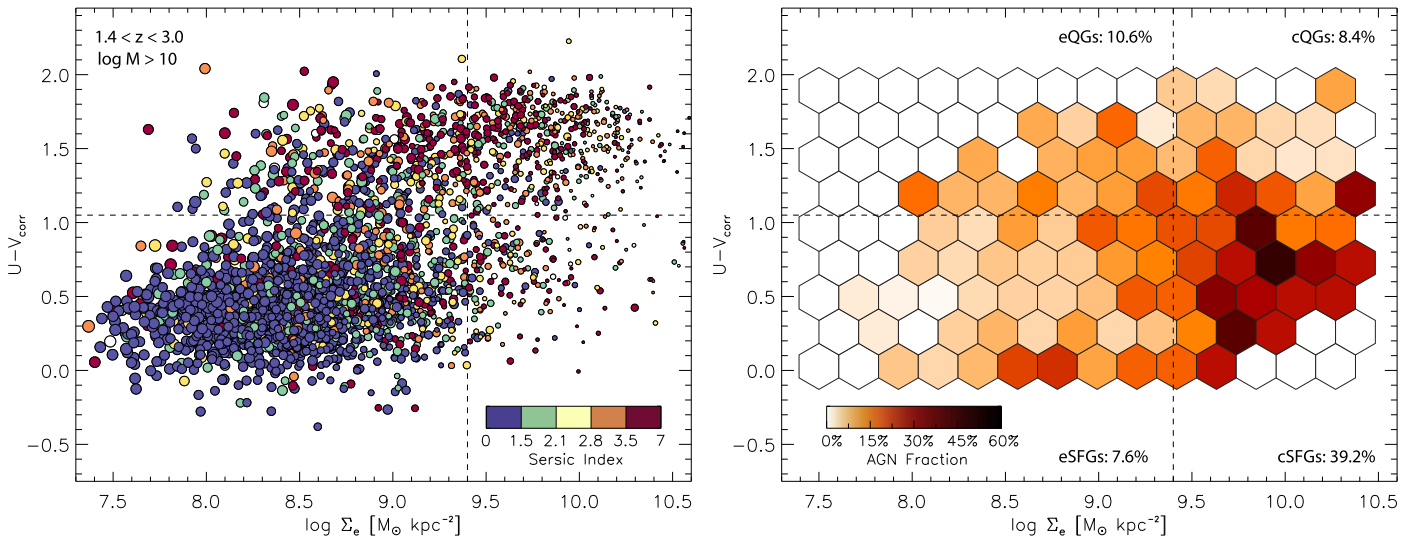 1.4 < z < 3.0
log M > 10
U−V_corr
2.0
1.5
1.0
0.5
0.0
−0.5
7.5 8.0 8.5 9.0 9.5 10.0 10.5
log Σ_e [M_⊙ kpc⁻²]
0 1.5 2.1 2.8 3.5 7
Sersic Index
eQGs: 10.6% cQGs: 8.4%
U−V_corr
2.0
1.5
1.0
0.5
0.0
−0.5
0% 15% 30% 45% 60%
AGN Fraction
eSFGs: 7.6% cSFGs: 39.2%
7.5 8.0 8.5 9.0 9.5 10.0 10.5
log Σ_e [M_⊙ kpc⁻²]